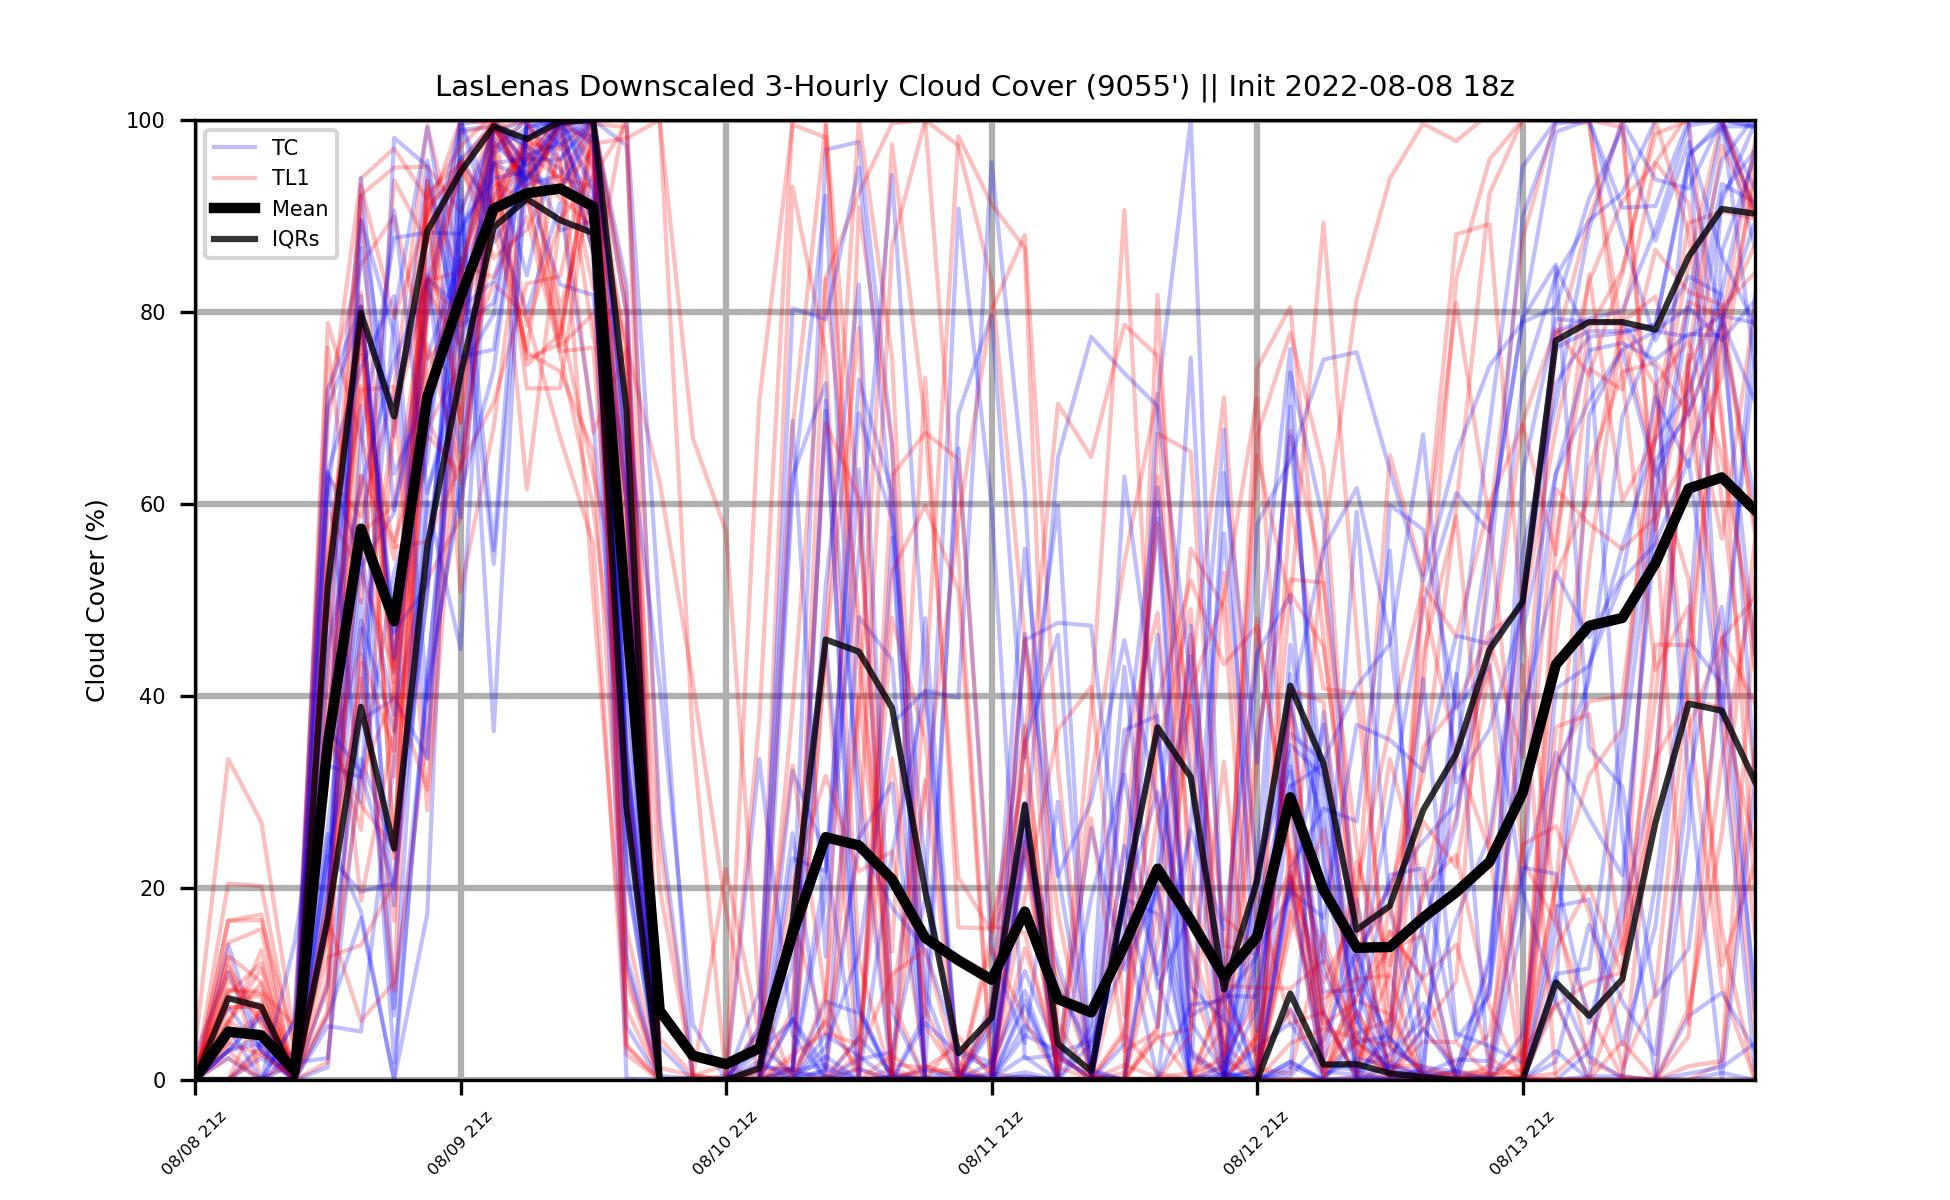 LasLenas Downscaled 3-Hourly Cloud Cover (9055') || Init 2022-08-08 18z
TC
TL1
Mean
IQRs
Cloud Cover (%)
100
80
60
40
20
0
08/08 21z
08/09 21z
08/10 21z
08/11 21z
08/12 21z
08/13 21z